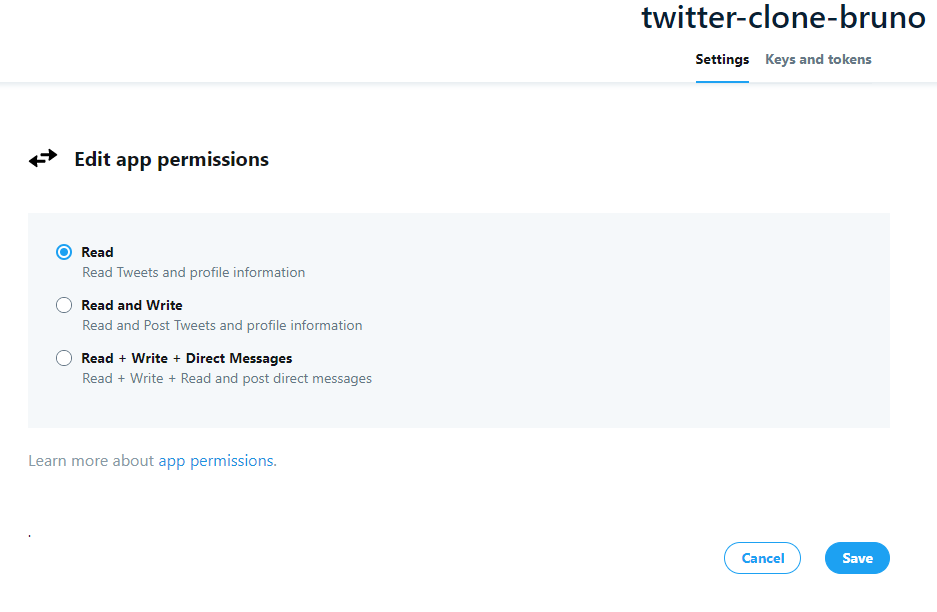 twitter-clone-bruno
Settings Keys and tokens
Edit app permissions
Read
Read Tweets and profile information
Read and Write
Read and Post Tweets and profile information
Read + Write + Direct Messages
Read + Write + Read and post direct messages
Learn more about app permissions.
.
Cancel Save